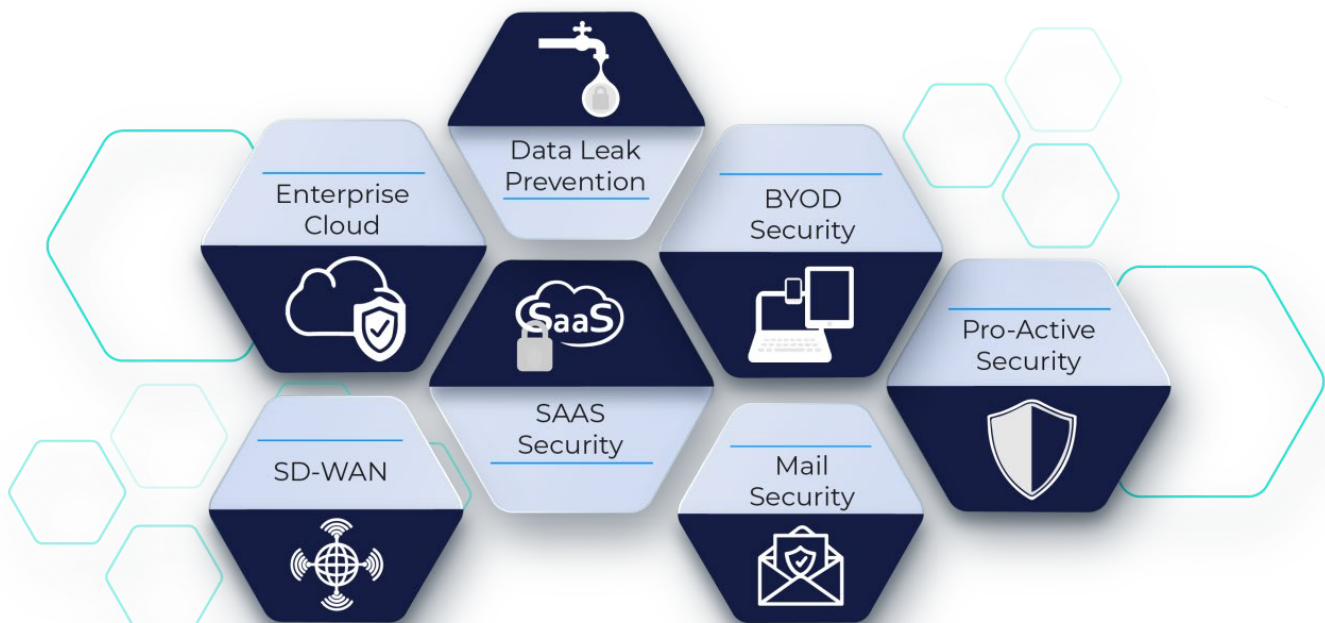 Data Leak
Prevention
Enterprise
Cloud
BYOD
Security
SaaS
SAAS
Security
Pro-Active
Security
SD-WAN
Mail
Security